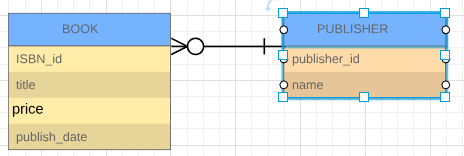 BOOK
ISBN_id
title
price
publish_date
PUBLISHER
publisher_id
name